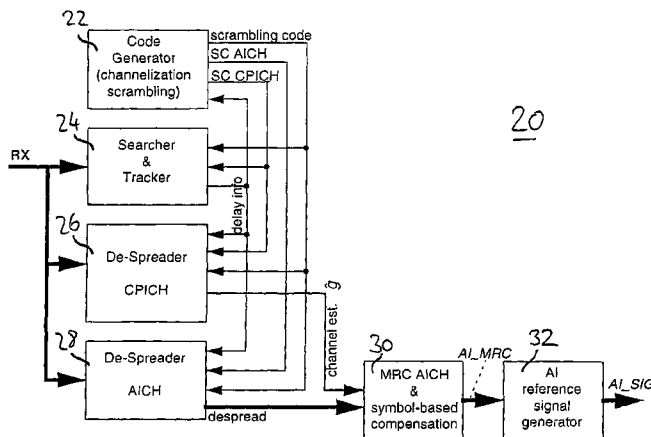 22
Code
Generator
(channelization
scrambling)
scrambling code
SC AICH
SC CPICH
20
24
Searcher
&
Tracker
RX
delay info
26
De-Spreader
CPICH
channel est. ĝ
28
De-Spreader
AICH
despread
30
MRC AICH
&
symbol-based
compensation
AI_MRC
32
AI
reference
signal
generator
AI_SIG